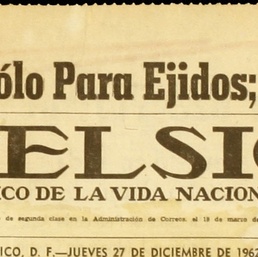 ólo Para Ejidos;
ELSI
ICO DE LA VIDA NACION
de segunda clase en la Administración de Correos, el 18 de marzo de
ICO, D. F.—JUEVES 27 DE DICIEMBRE DE 1962